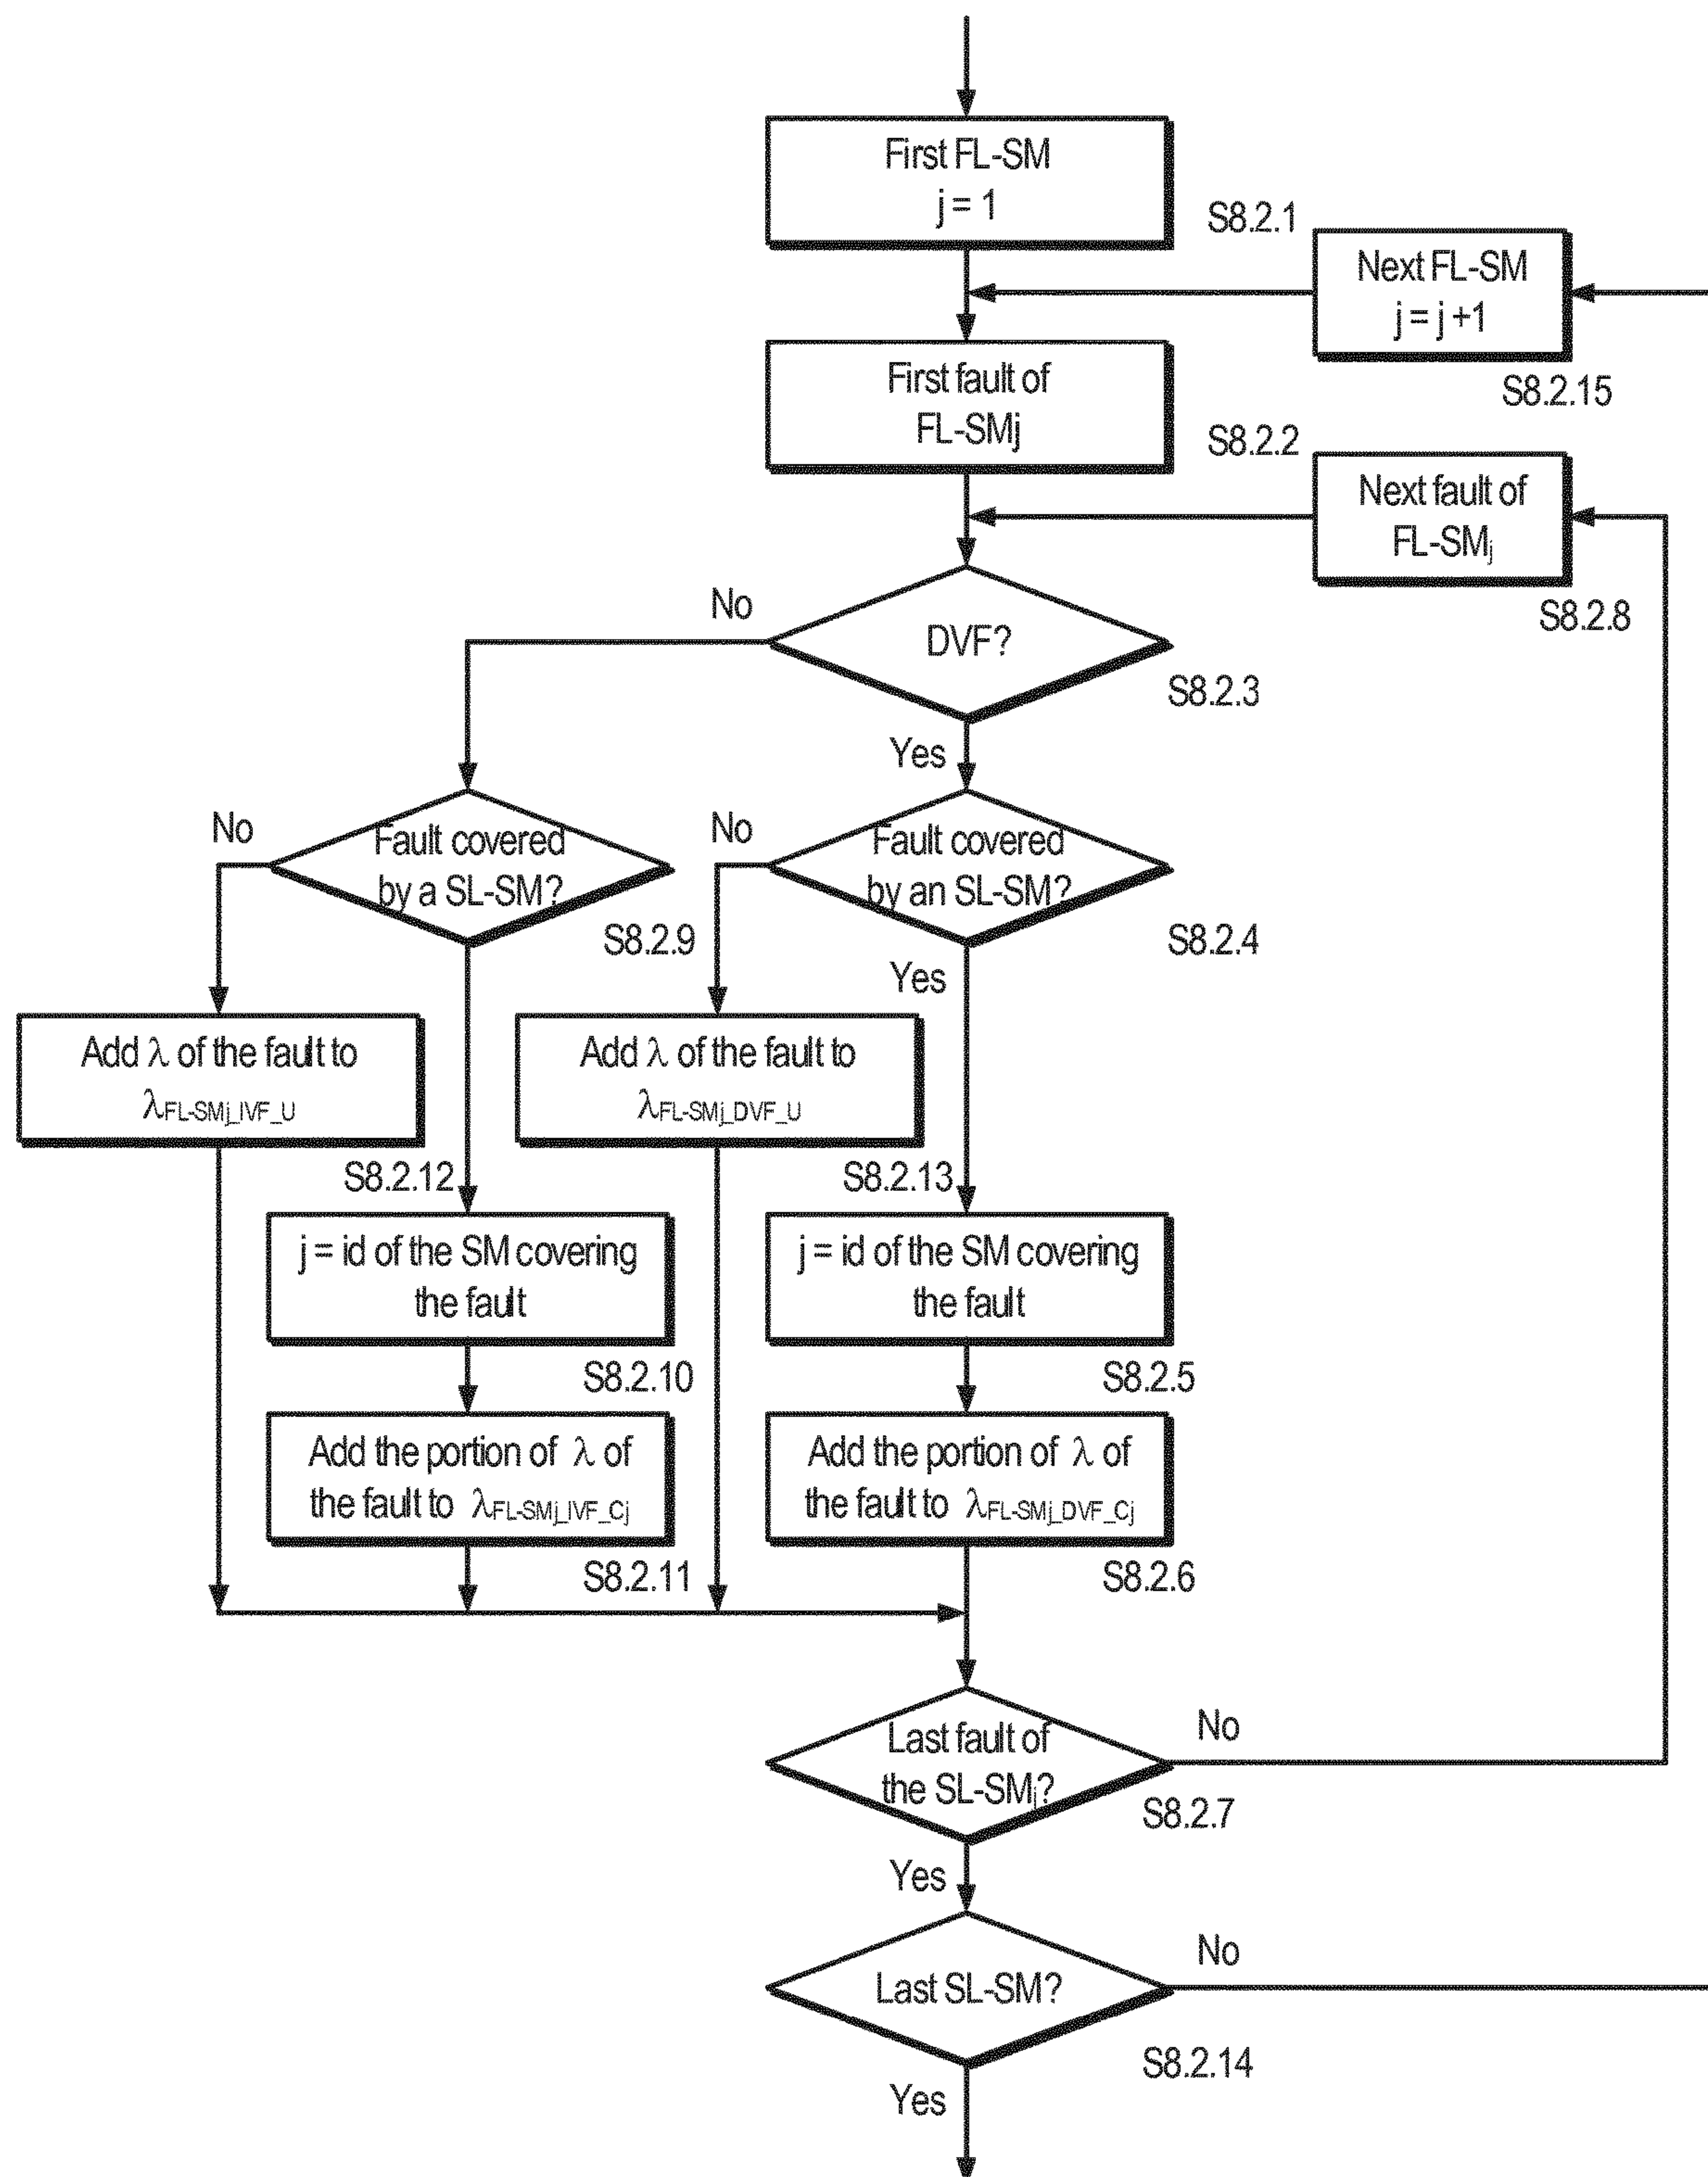 First FL-SM
j = 1
S8.2.1
Next FL-SM
j = j +1
S8.2.15
First fault of
FL-SMj
S8.2.2
Next fault of
FL-SMj
S8.2.8
No
DVF?
S8.2.3
Yes
No
Fault covered
by a SL-SM?
S8.2.9
No
Fault covered
by an SL-SM?
S8.2.4
Yes
Add λ of the fault to
λFL-SMj_IVF_U
S8.2.12
Add λ of the fault to
λFL-SMj_DVF_U
S8.2.13
j = id of the SM covering
the fault
S8.2.10
j = id of the SM covering
the fault
S8.2.5
Add the portion of λ of
the fault to λFL-SMj_IVF_Cj
S8.2.11
Add the portion of λ of
the fault to λFL-SMj_DVF_Cj
S8.2.6
Last fault of
the SL-SMj?
No
S8.2.7
Yes
Last SL-SM?
No
S8.2.14
Yes